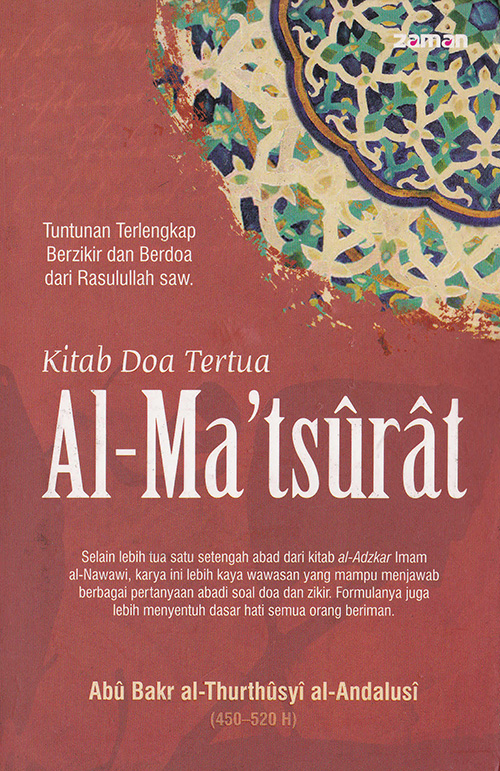 zaman
Tuntunan Terlengkap
Berzikir dan Berdoa
dari Rasulullah saw.
Kitab Doa Tertua
Al-Ma'tsûrât
Selain lebih tua satu setengah abad dari kitab al-Adzkar Imam
al-Nawawi, karya ini lebih kaya wawasan yang mampu menjawab
berbagai pertanyaan abadi soal doa dan zikir. Formulanya juga
lebih menyentuh dasar hati semua orang beriman.
Abû Bakr al-Thurthûsyî al-Andalusî
(450–520 H)